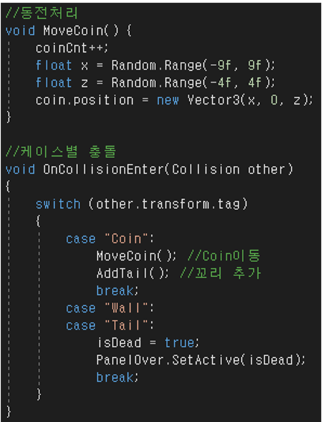 //동전처리
void MoveCoin() {
coinCnt++;
float x = Random.Range(-9f, 9f);
float z = Random.Range(-4f, 4f);
coin.position = new Vector3(x, 0, z);
}
//케이스별 충돌
void OnCollisionEnter(Collision other)
{
switch (other.transform.tag)
{
case "Coin":
MoveCoin(); //Coin이동
AddTail(); //꼬리 추가
break;
case "Wall":
case "Tail":
isDead = true;
PanelOver.SetActive(isDead);
break;
}
}